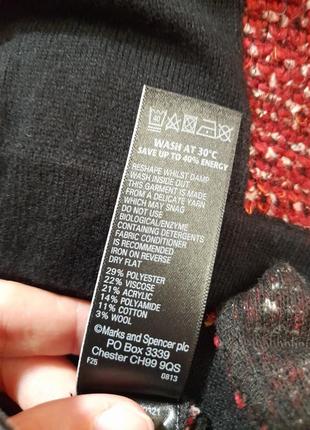 40
WASH AT 30°C
SAVE UP TO 40% ENERGY
RESHAPE WHILST DAMP
WASH INSIDE OUT
THIS GARMENT IS MADE
FROM A DELICATE YARN
WHICH MAY SNAG
DO NOT USE
BIOLOGICAL/ENZYME
CONTAINING DETERGENTS
FABRIC CONDITIONER
IS RECOMMENDED
IRON ON REVERSE
DRY FLAT
29% POLYESTER
22% VISCOSE
21% ACRYLIC
14% POLYAMIDE
11% COTTON
3% WOOL
©Marks and Spencer plc
PO Box 3339
Chester CH99 9QS
F25 0813